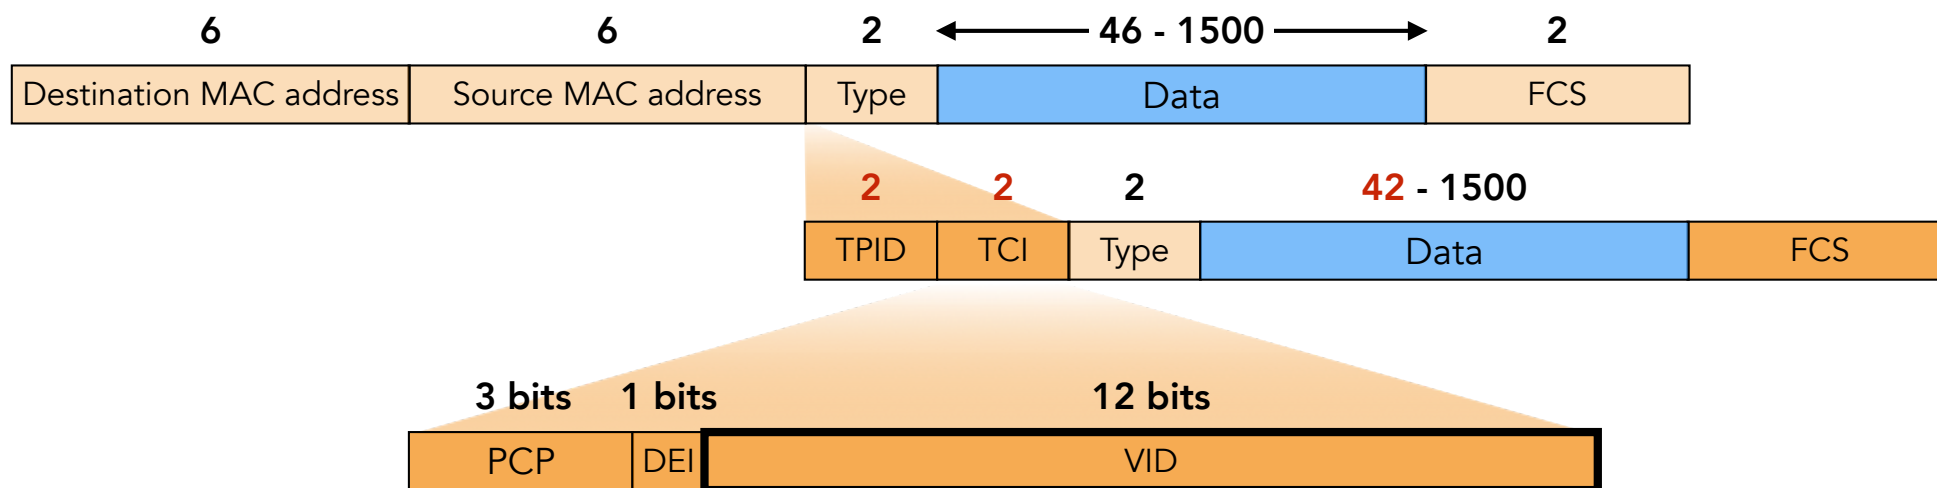 6 6 2 46 - 1500 2
Destination MAC address Source MAC address Type Data FCS
2 2 2 42 - 1500
TPID TCI Type Data FCS
3 bits 1 bits 12 bits
PCP DEI VID